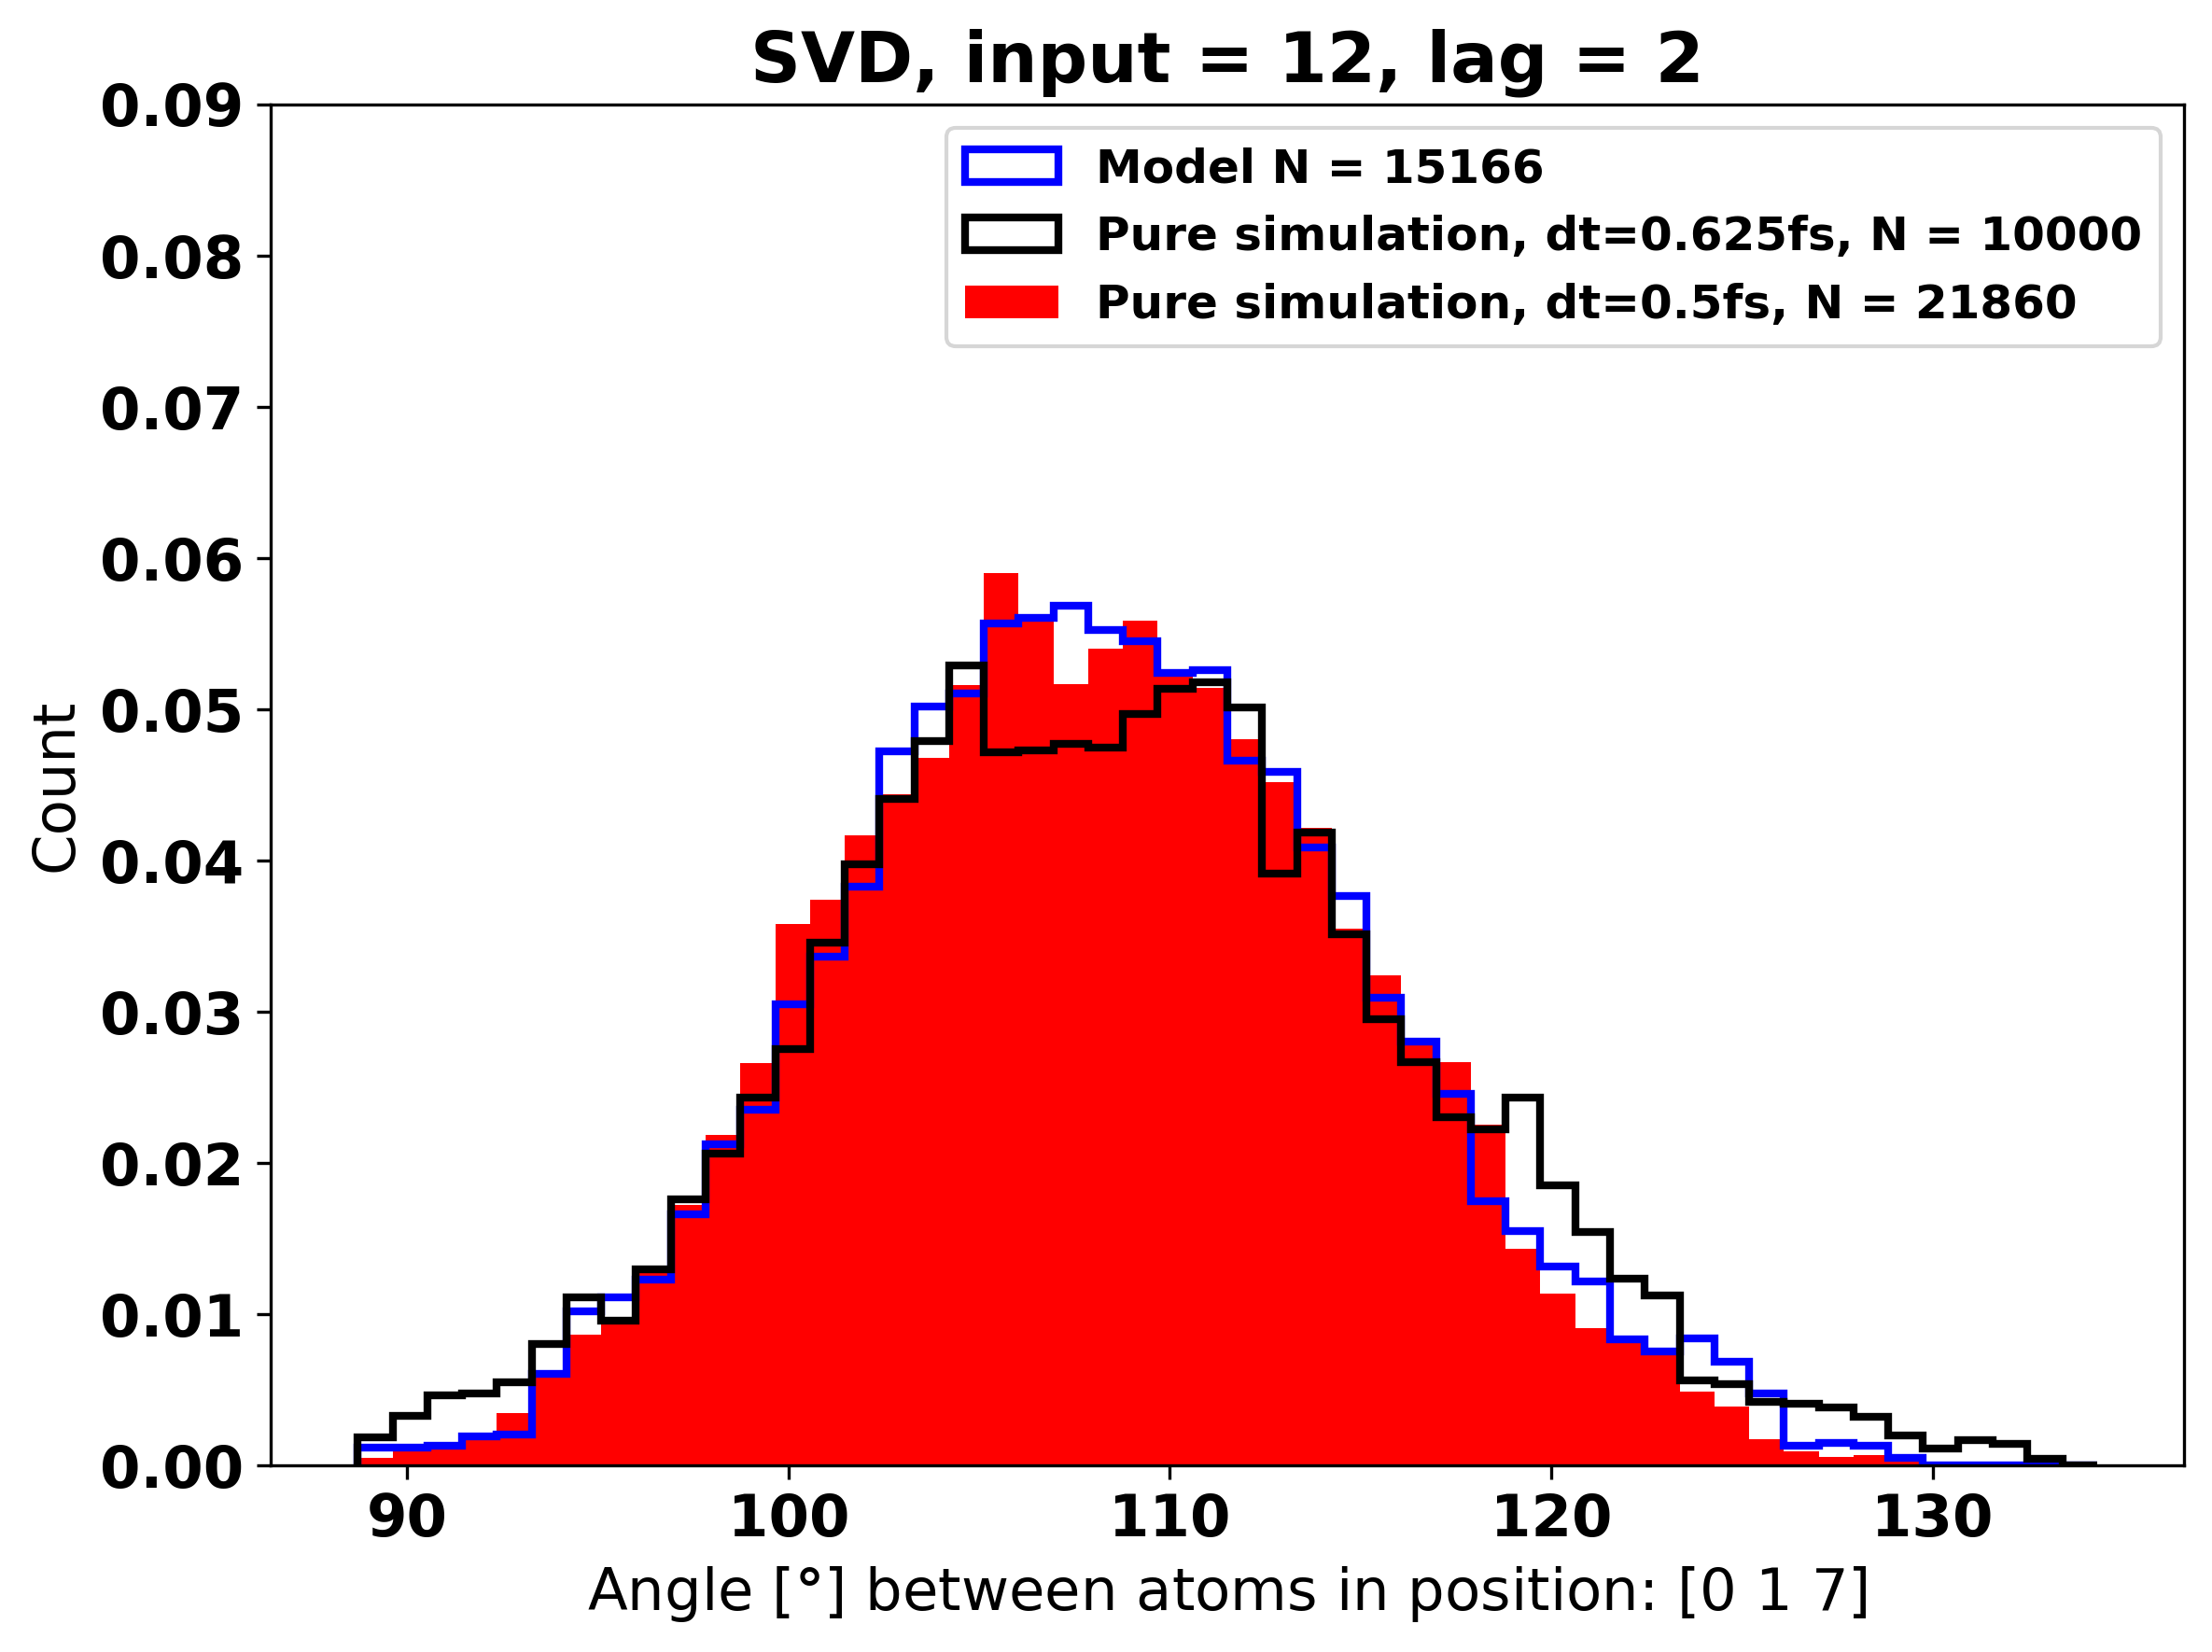 SVD, input = 12, lag = 2
0.09
0.08
0.07
0.06
0.05
0.04
0.03
0.02
0.01
0.00
Count
Model N = 15166
Pure simulation, dt=0.625fs, N = 10000
Pure simulation, dt=0.5fs, N = 21860
90 100 110 120 130
Angle [°] between atoms in position: [0 1 7]